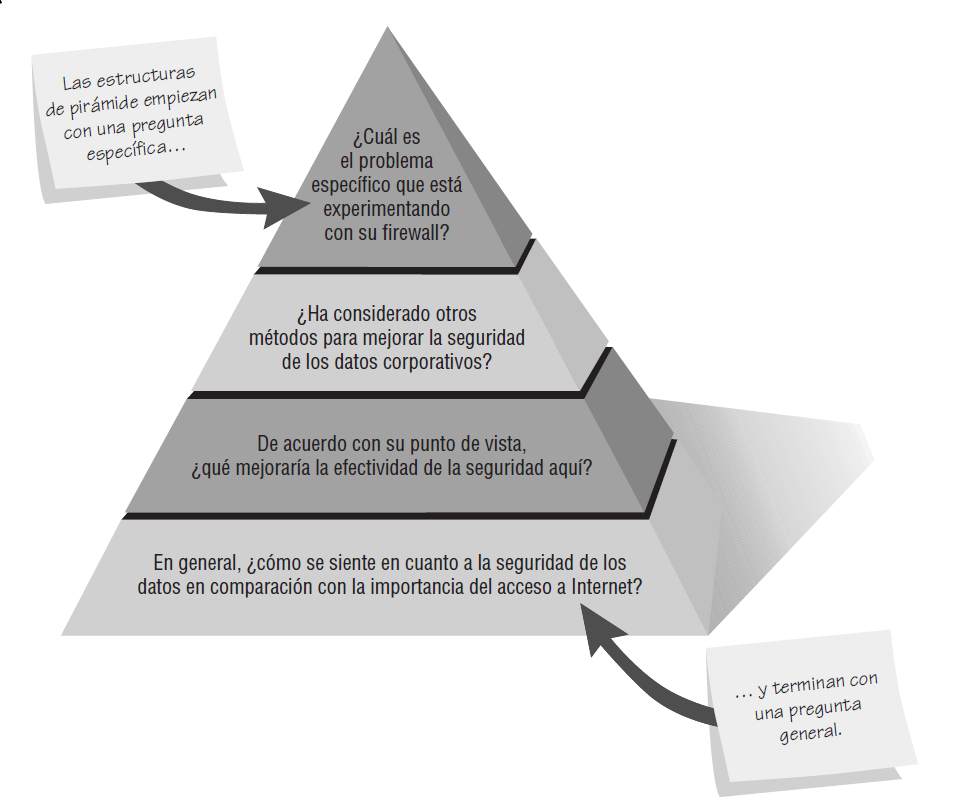 Las estructuras
de pirámide empiezan
con una pregunta
específica...
¿Cuál es
el problema
específico que está
experimentando
con su firewall?
¿Ha considerado otros
métodos para mejorar la seguridad
de los datos corporativos?
De acuerdo con su punto de vista,
¿qué mejoraría la efectividad de la seguridad aquí?
En general, ¿cómo se siente en cuanto a la seguridad de los
datos en comparación con la importancia del acceso a Internet?
... y terminan con
una pregunta
general.